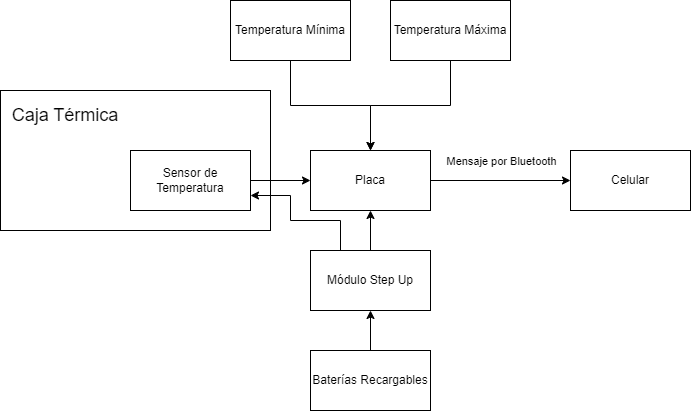 Temperatura Mínima
Temperatura Máxima
Caja Térmica
Sensor de
Temperatura
Placa
Mensaje por Bluetooth
Celular
Módulo Step Up
Baterías Recargables